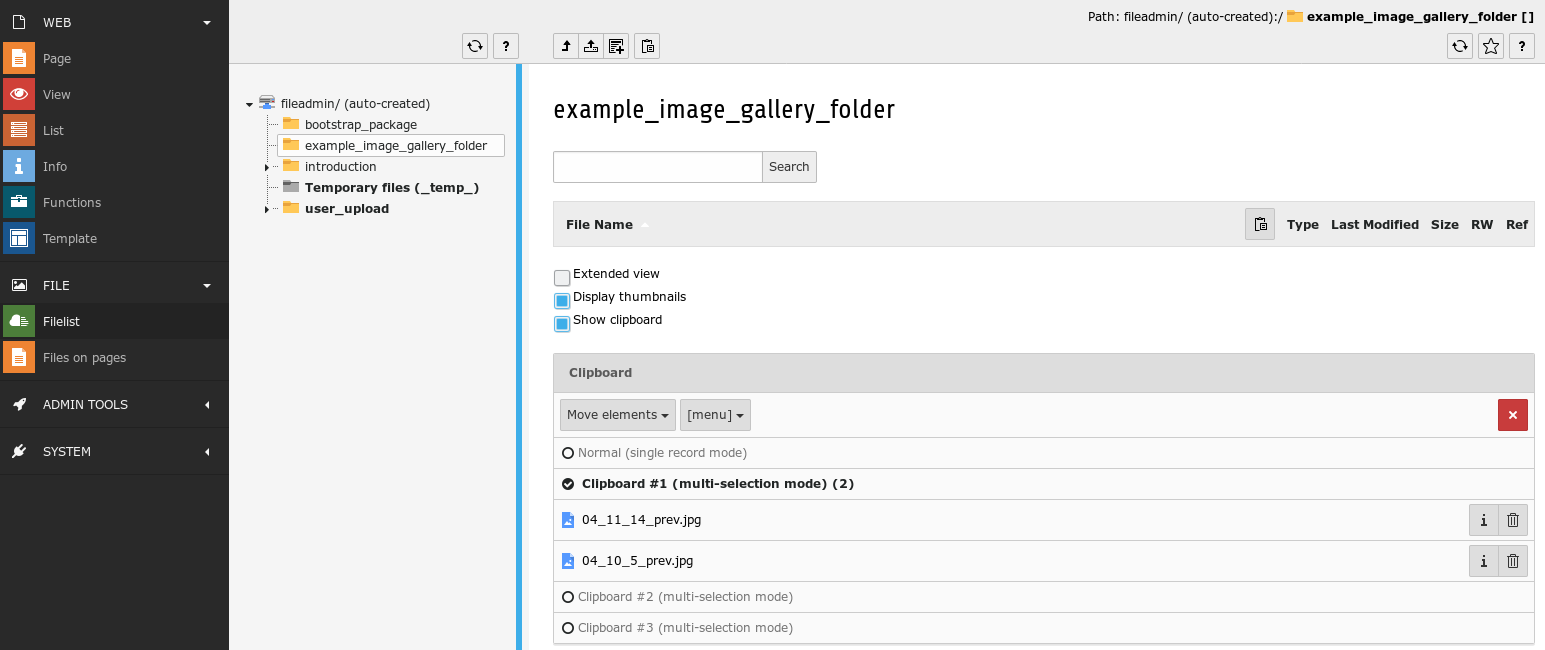 WEB
Page
View
List
Info
Functions
Template
FILE
Filelist
Files on pages
ADMIN TOOLS
SYSTEM
?
fileadmin/ (auto-created)
bootstrap_package
example_image_gallery_folder
introduction
Temporary files (_temp_)
user_upload
Path: fileadmin/ (auto-created):/ example_image_gallery_folder []
?
example_image_gallery_folder
Search
File Name Type Last Modified Size RW Ref
Extended view
Display thumbnails
Show clipboard
Clipboard
Move elements [menu]
Normal (single record mode)
Clipboard #1 (multi-selection mode) (2)
04_11_14_prev.jpg
04_10_5_prev.jpg
Clipboard #2 (multi-selection mode)
Clipboard #3 (multi-selection mode)